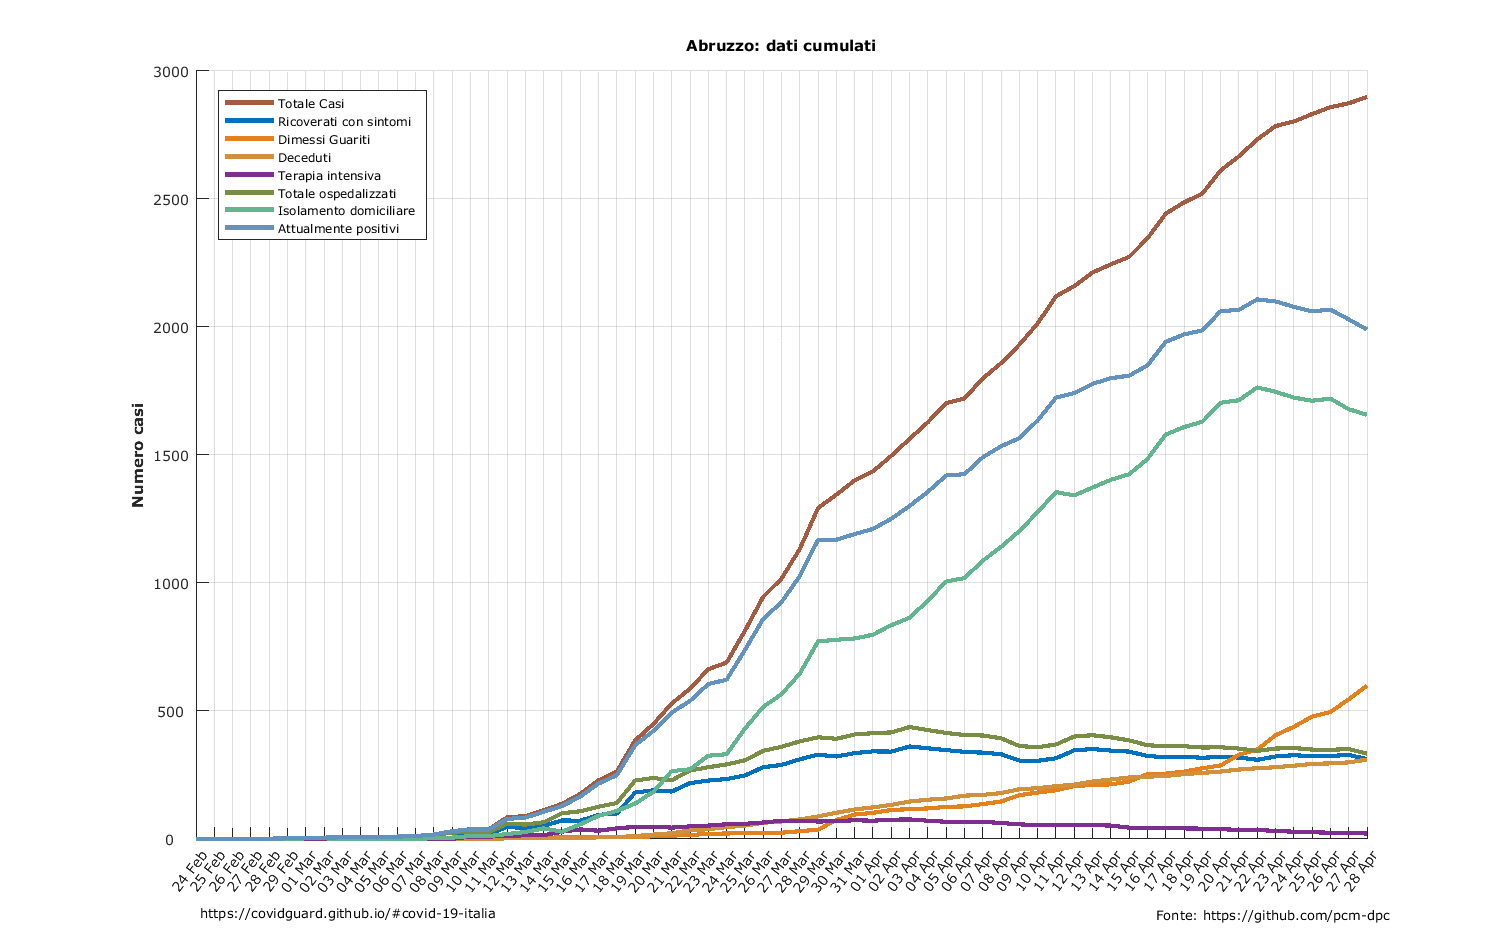 Abruzzo: dati cumulati
3000
2500
2000
1500
1000
500
0
Numero casi
Totale Casi
Ricoverati con sintomi
Dimessi Guariti
Deceduti
Terapia intensiva
Totale ospedalizzati
Isolamento domiciliare
Attualmente positivi
24 Feb
25 Feb
26 Feb
27 Feb
28 Feb
29 Feb
01 Mar
02 Mar
03 Mar
04 Mar
05 Mar
06 Mar
07 Mar
08 Mar
09 Mar
10 Mar
11 Mar
12 Mar
13 Mar
14 Mar
15 Mar
16 Mar
17 Mar
18 Mar
19 Mar
20 Mar
21 Mar
22 Mar
23 Mar
24 Mar
25 Mar
26 Mar
27 Mar
28 Mar
29 Mar
30 Mar
31 Mar
01 Apr
02 Apr
03 Apr
04 Apr
05 Apr
06 Apr
07 Apr
08 Apr
09 Apr
10 Apr
11 Apr
12 Apr
13 Apr
14 Apr
15 Apr
16 Apr
17 Apr
18 Apr
19 Apr
20 Apr
21 Apr
22 Apr
23 Apr
24 Apr
25 Apr
26 Apr
27 Apr
28 Apr
https://covidguard.github.io/#covid-19-italia
Fonte: https://github.com/pcm-dpc